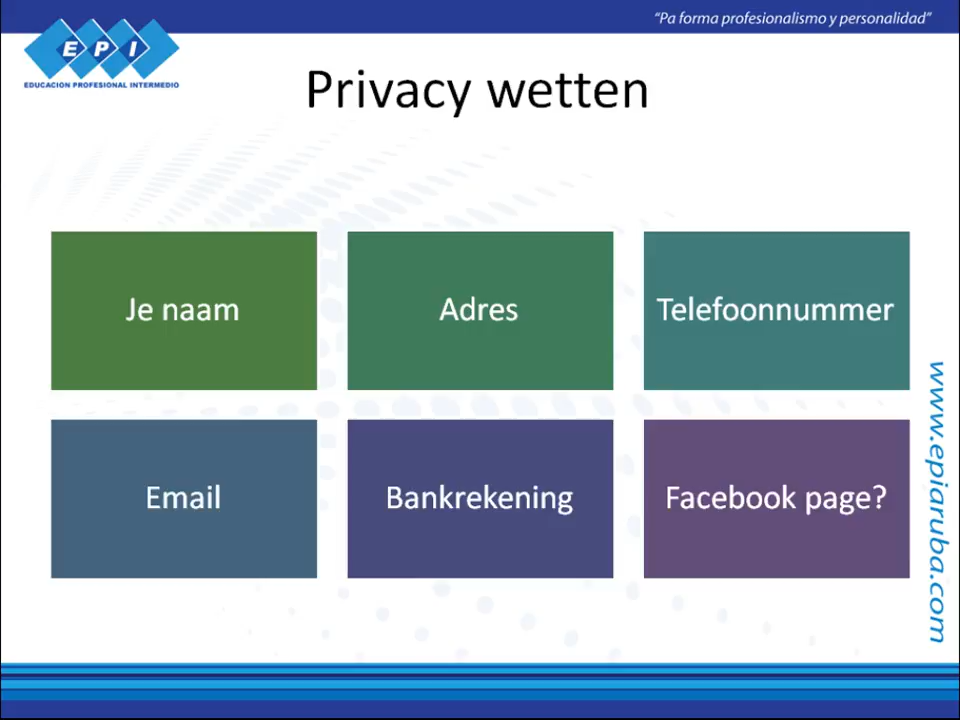 "Pa forma profesionalismo y personalidad"
E P I
EDUCACION PROFESIONAL INTERMEDIO
Privacy wetten
Je naam
Adres
Telefoonnummer
Email
Bankrekening
Facebook page?
www.epiaruba.com